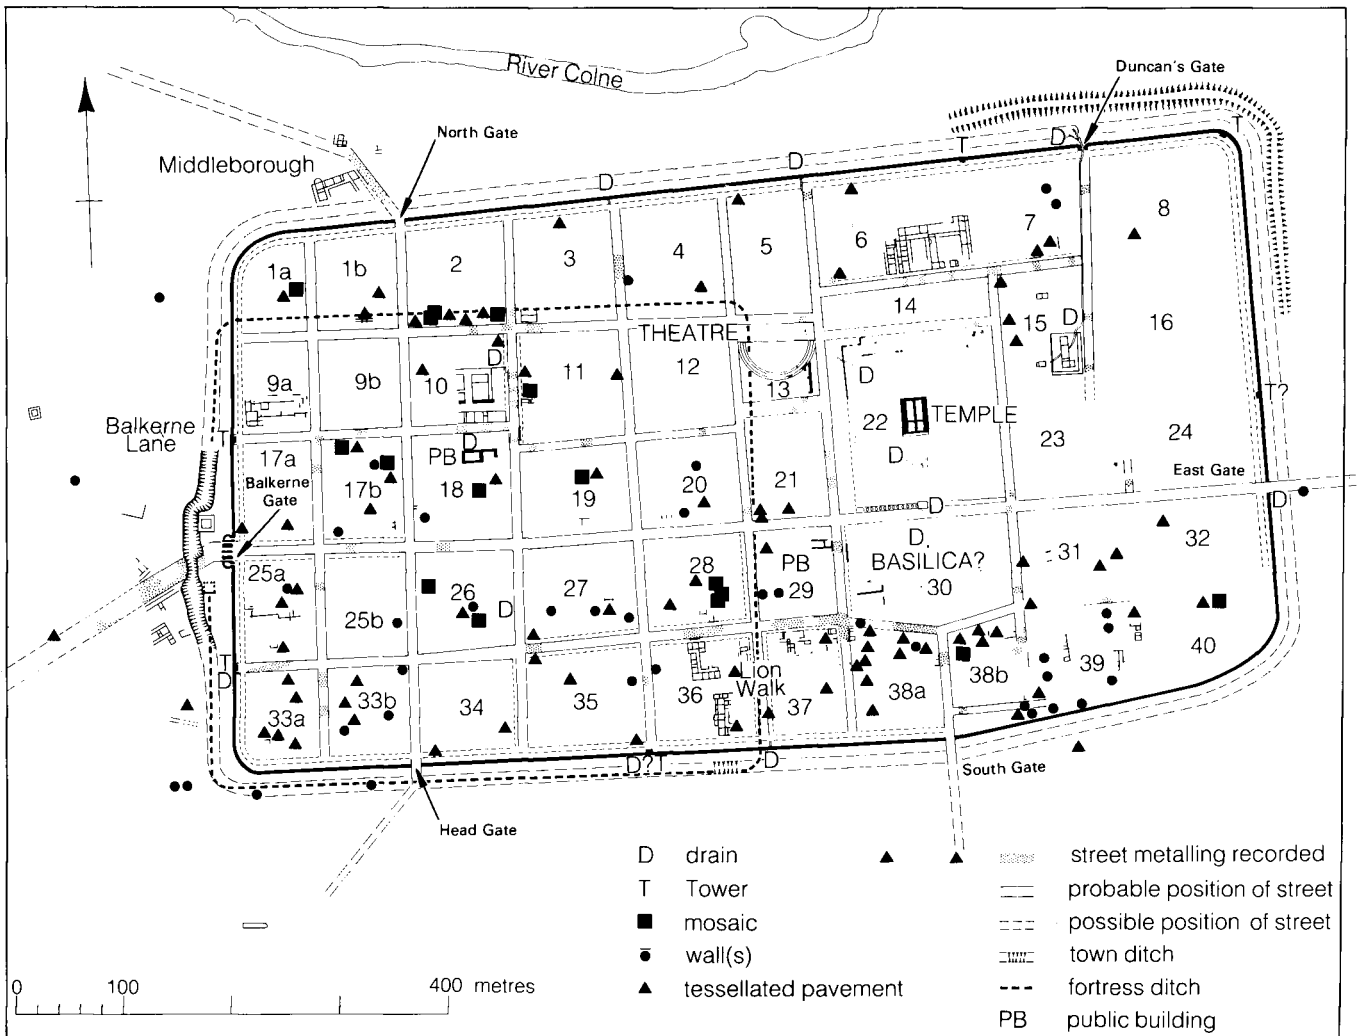 River Colne
Duncan's Gate
North Gate
Middleborough
D
T
D
T
D
D
8
7
6
5
4
3
2
1b
1a
14
15
D
16
THEATRE
13
12
11
D
10
9b
9a
D
22
TEMPLE
T?
23
24
Balkerne
Lane
T
17a
Balkerne
Gate
17b
PB
D
18
19
20
21
D
East Gate
D
D
D
BASILICA?
30
31
32
PB
29
28
27
26
D
25b
25a
T
D
33a
33b
34
35
36
Lion
Walk
37
38a
38b
39
40
D?T
D
South Gate
Head Gate
D drain
T Tower
mosaic
wall(s)
tessellated pavement
street metalling recorded
probable position of street
possible position of street
town ditch
fortress ditch
PB public building
0 100 400 metres